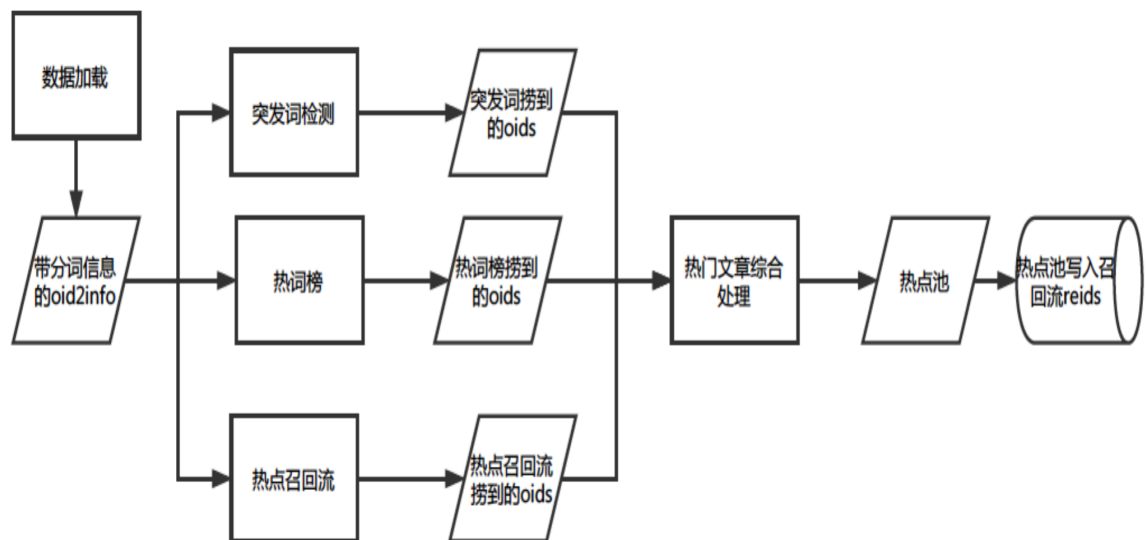 数据加载
带分词信息
的oid2info
突发词检测
突发词捞到
的oids
热词榜
热词榜捞到
的oids
热点召回流
热点召回流
捞到的oids
热门文章综合
处理
热点池
热点池写入召
回流reids